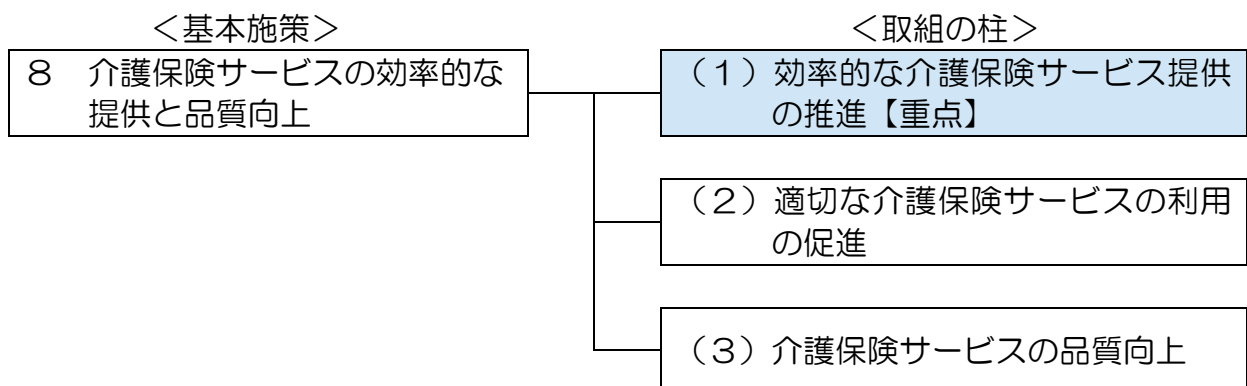 ＜基本施策＞
＜取組の柱＞
８　介護保険サービスの効率的な
提供と品質向上
（１）効率的な介護保険サービス提供
の推進【重点】
（２）適切な介護保険サービスの利用
の促進
（３）介護保険サービスの品質向上